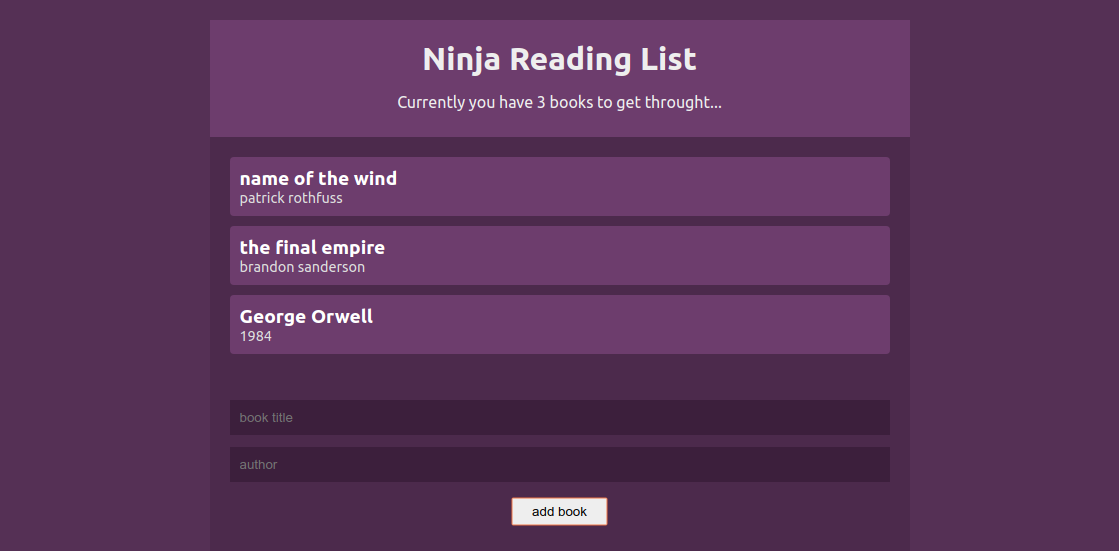 Ninja Reading List
Currently you have 3 books to get throught...
name of the wind
patrick rothfuss
the final empire
brandon sanderson
George Orwell
1984
book title
author
add book